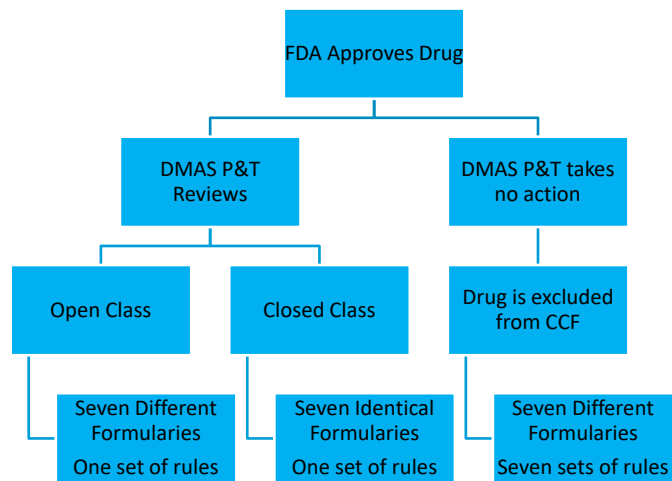 FDA Approves Drug
DMAS P&T
Reviews
DMAS P&T takes
no action
Open Class
Closed Class
Drug is excluded
from CCF
Seven Different
Formularies
One set of rules
Seven Identical
Formularies
One set of rules
Seven Different
Formularies
Seven sets of rules